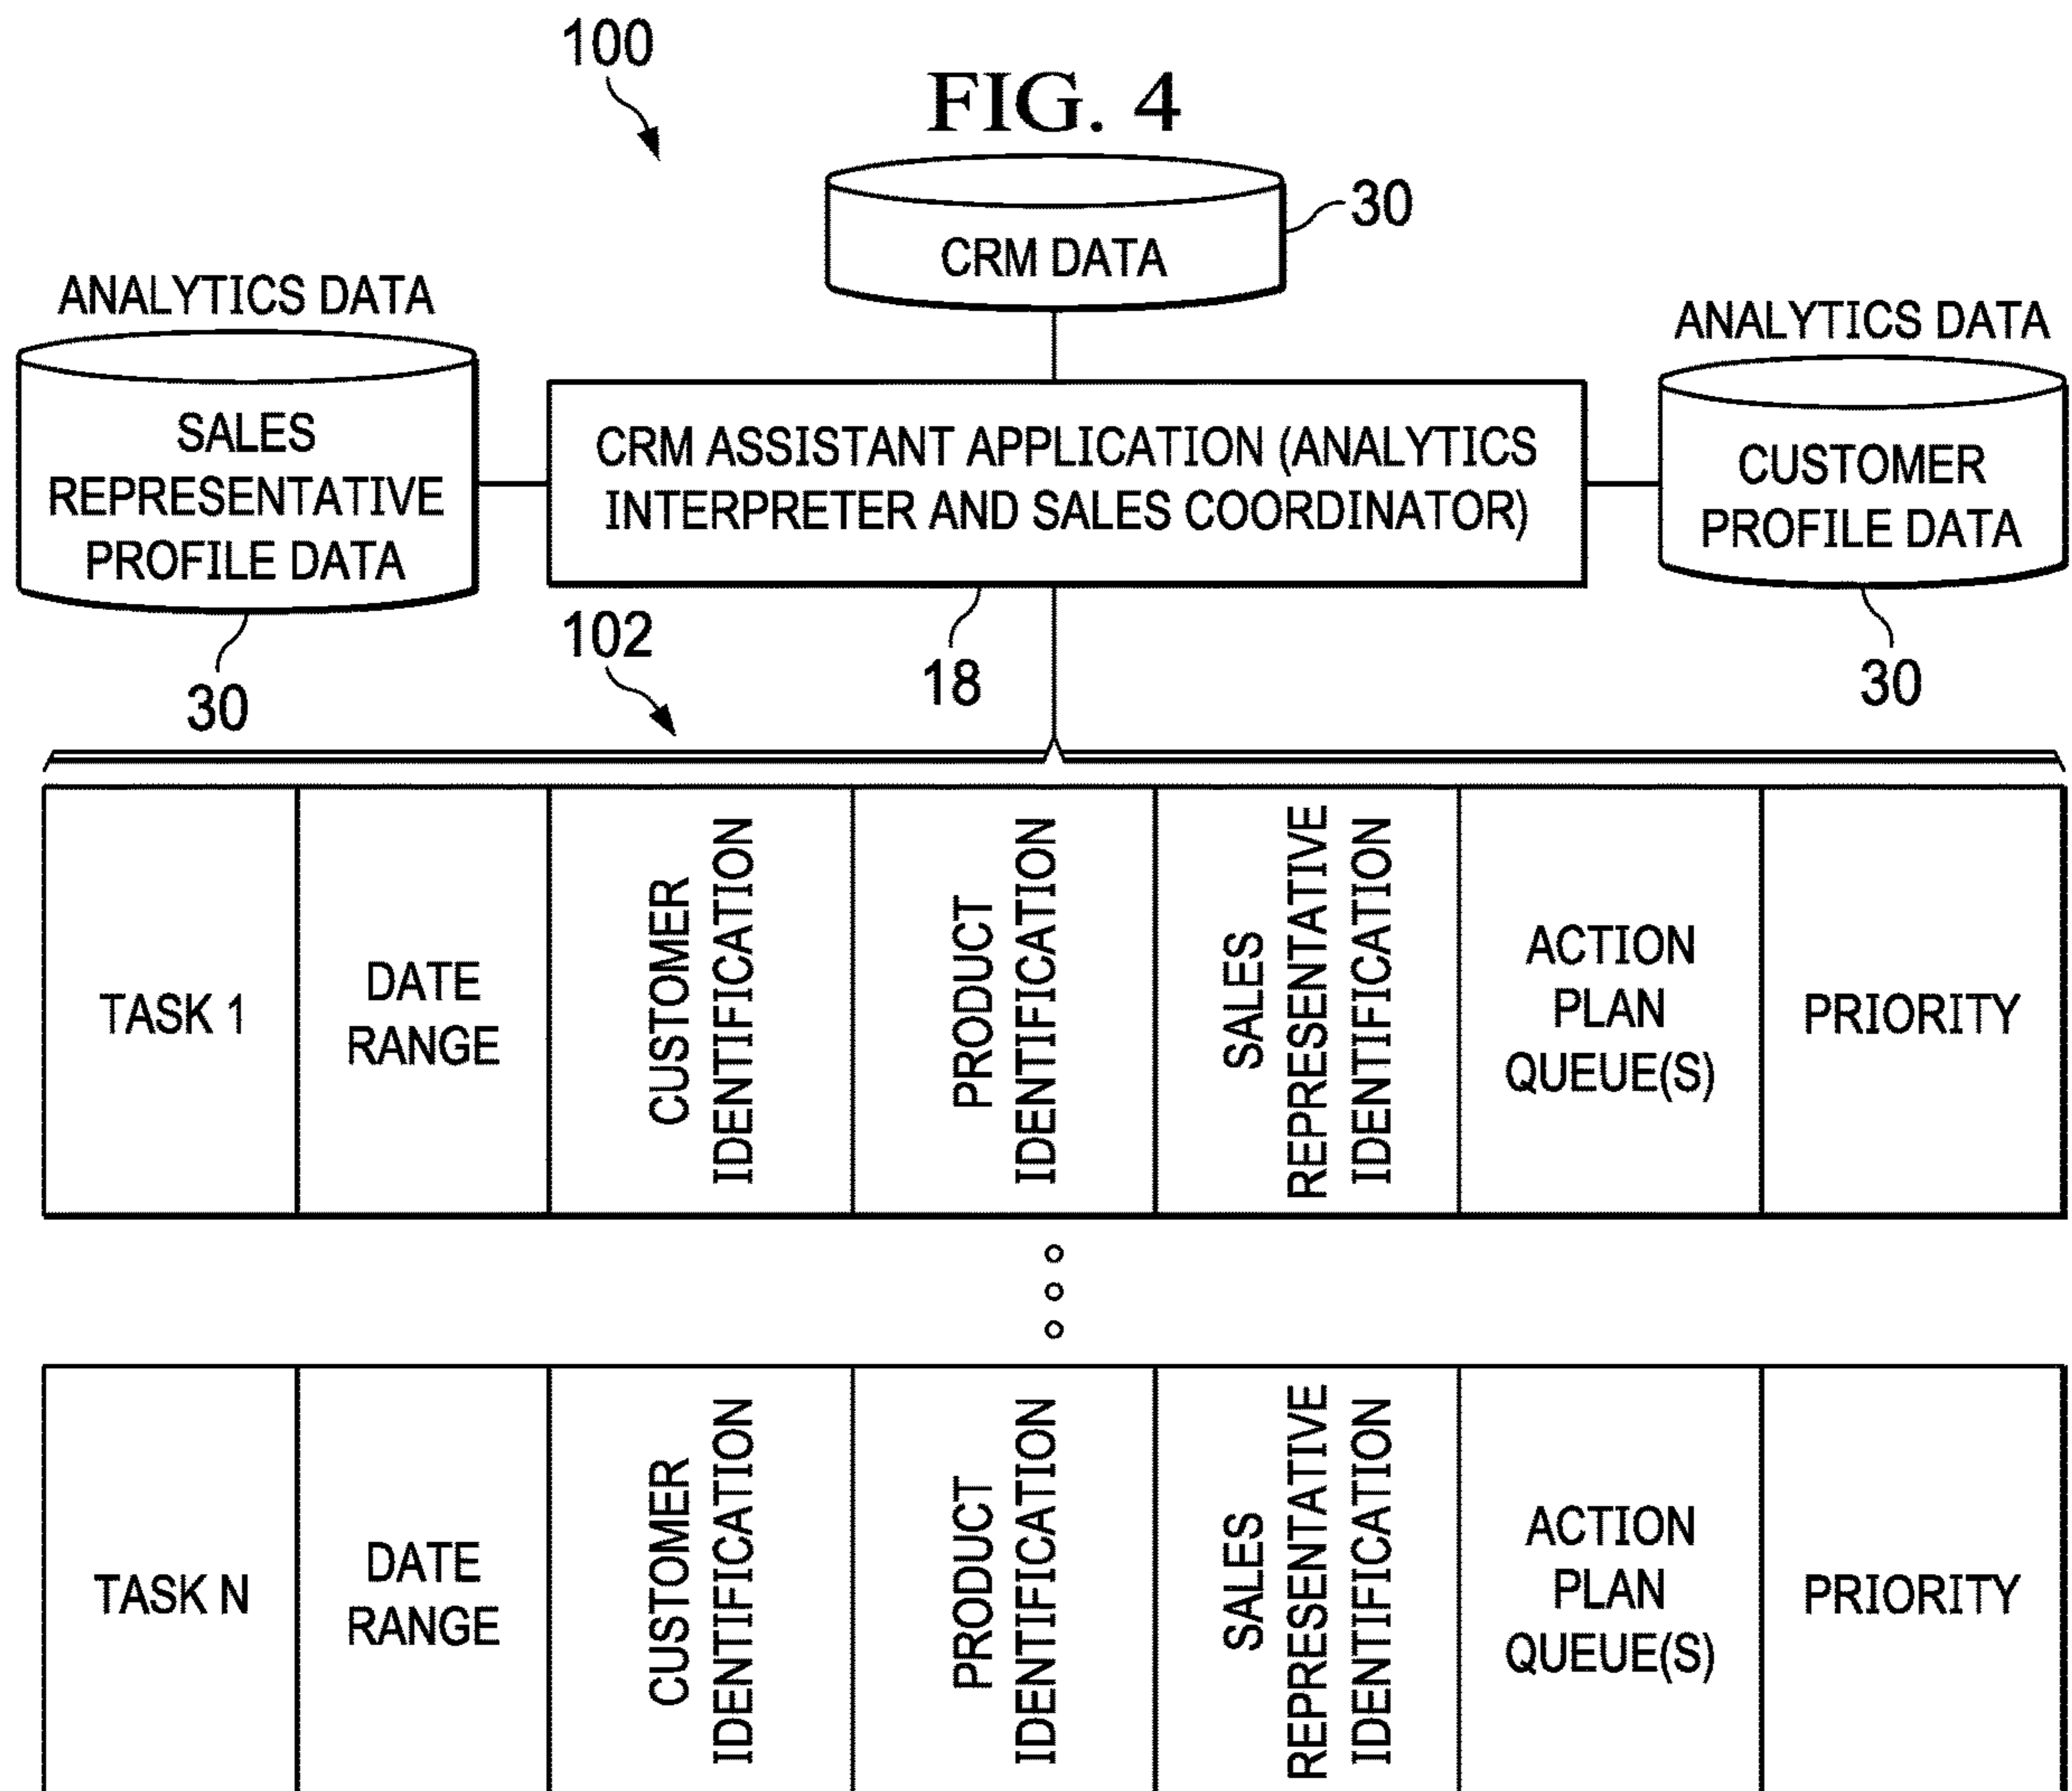 100
FIG. 4
CRM DATA
30
ANALYTICS DATA
SALES
REPRESENTATIVE
PROFILE DATA
30
CRM ASSISTANT APPLICATION (ANALYTICS
INTERPRETER AND SALES COORDINATOR)
18
ANALYTICS DATA
CUSTOMER
PROFILE DATA
30
102
TASK 1
DATE
RANGE
CUSTOMER
IDENTIFICATION
PRODUCT
IDENTIFICATION
SALES
REPRESENTATIVE
IDENTIFICATION
ACTION
PLAN
QUEUE(S)
PRIORITY
TASK N
DATE
RANGE
CUSTOMER
IDENTIFICATION
PRODUCT
IDENTIFICATION
SALES
REPRESENTATIVE
IDENTIFICATION
ACTION
PLAN
QUEUE(S)
PRIORITY